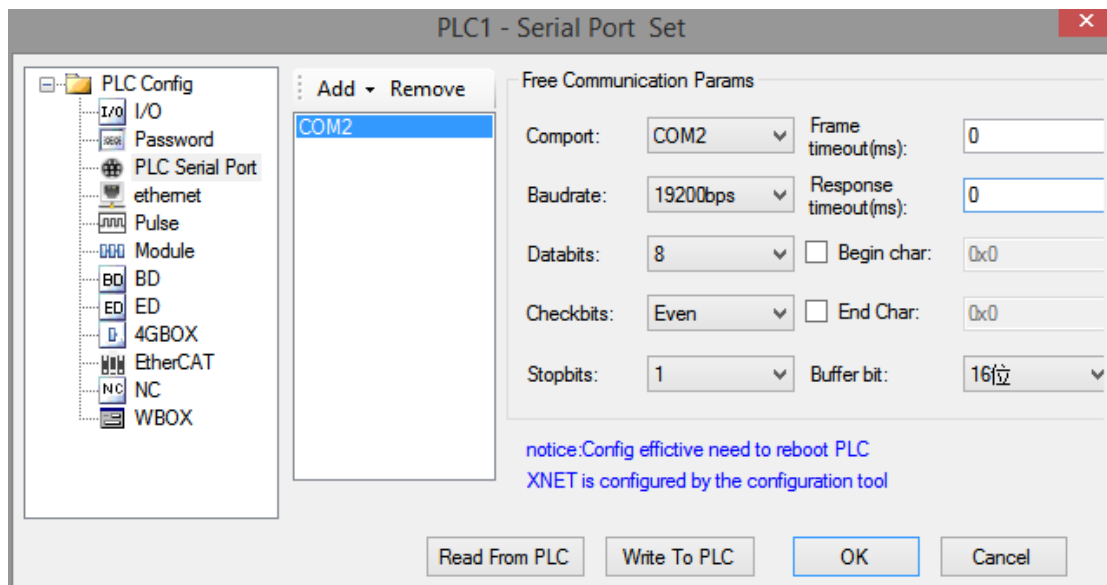 PLC1 - Serial Port Set
PLC Config
I/O
I/O
Password
PLC Serial Port
ethernet
Pulse
Module
BD
BD
ED
ED
4GBOX
EtherCAT
NC
NC
WBOX
Add Remove
COM2
Free Communication Params
Comport: COM2
Frame
timeout(ms): 0
Baudrate: 19200bps
Response
timeout(ms): 0
Databits: 8
Begin char: 0x0
Checkbits: Even
End Char: 0x0
Stopbits: 1
Buffer bit: 16位
notice:Config effictive need to reboot PLC
XNET is configured by the configuration tool
Read From PLC
Write To PLC
OK
Cancel